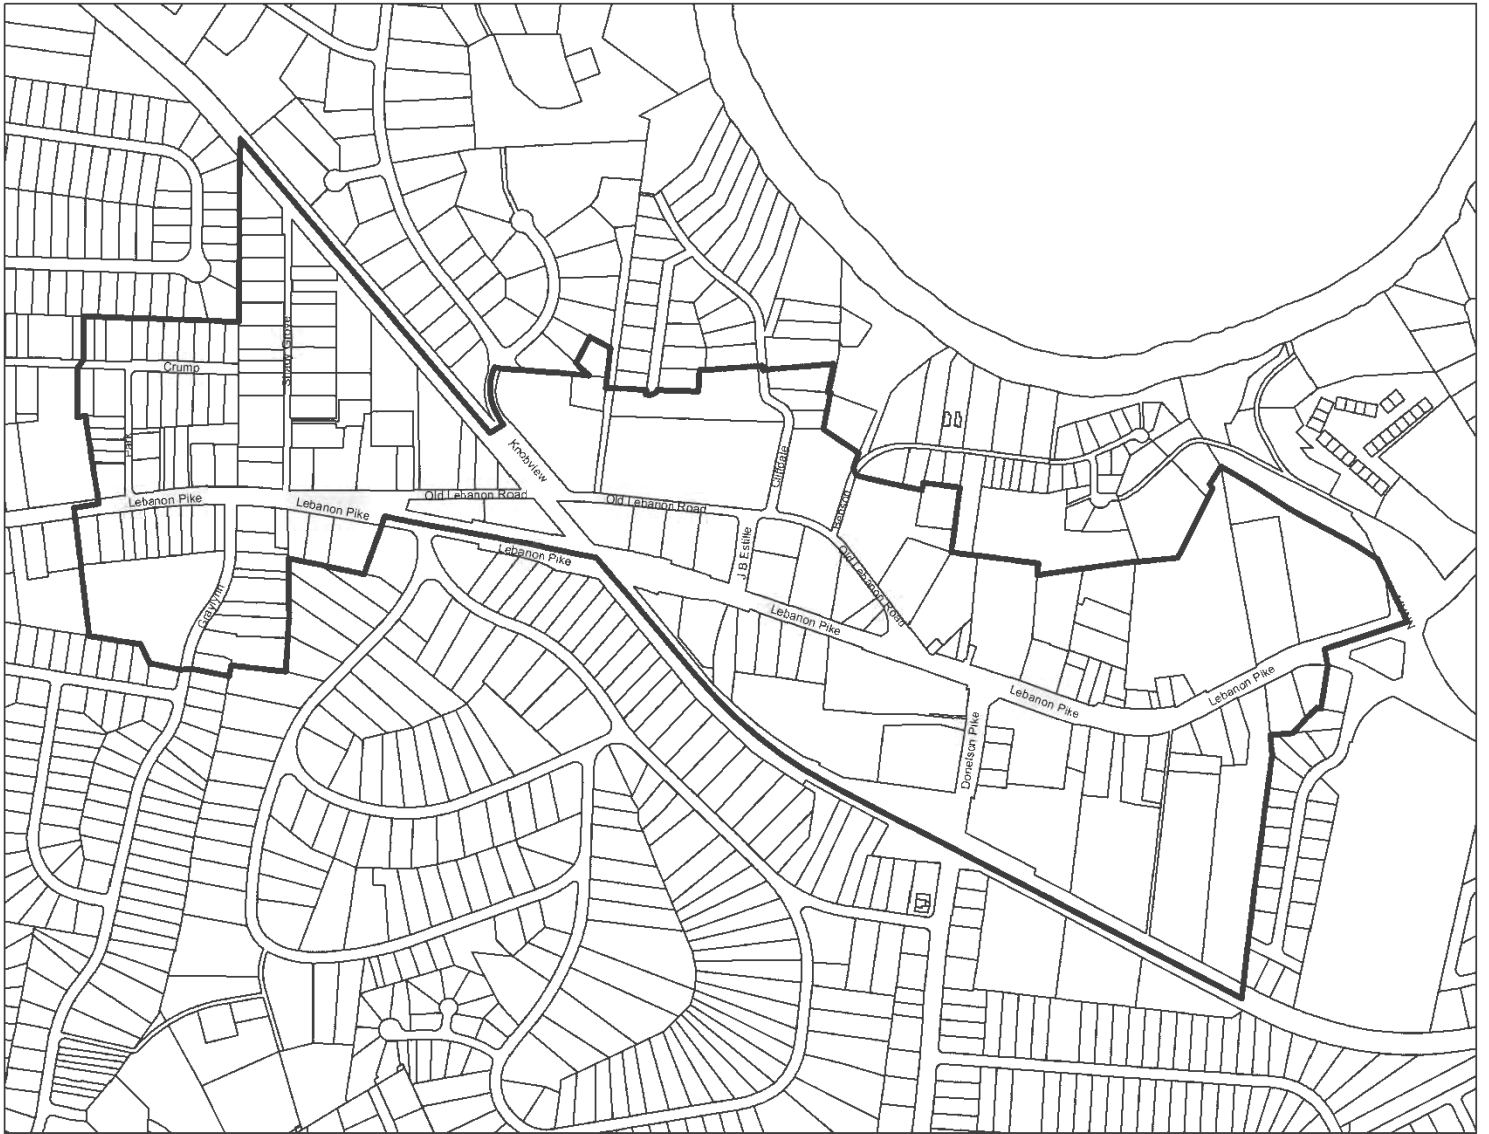 Crump
Shady Grove
Park
Knobview
Lebanon Pike
Lebanon Pike
Old Lebanon Road
Old Lebanon Road
Cliffdale
Benson
Lebanon Pike
J B Estille
Old Lebanon Road
Graylynn
Lebanon Pike
Lebanon Pike
Lebanon Pike
Donelson Pike